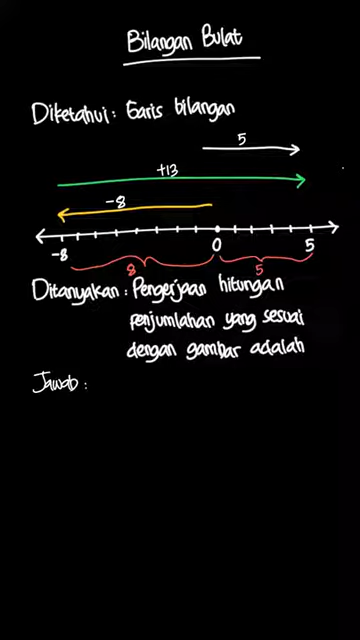 Bilangan Bulat
Diketahui: Garis bilangan
5
+13
-8
-8 0 5
8 5
Ditanyakan: Pengerjaan hitungan
penjumlahan yang sesuai
dengan gambar adalah
Jawab: